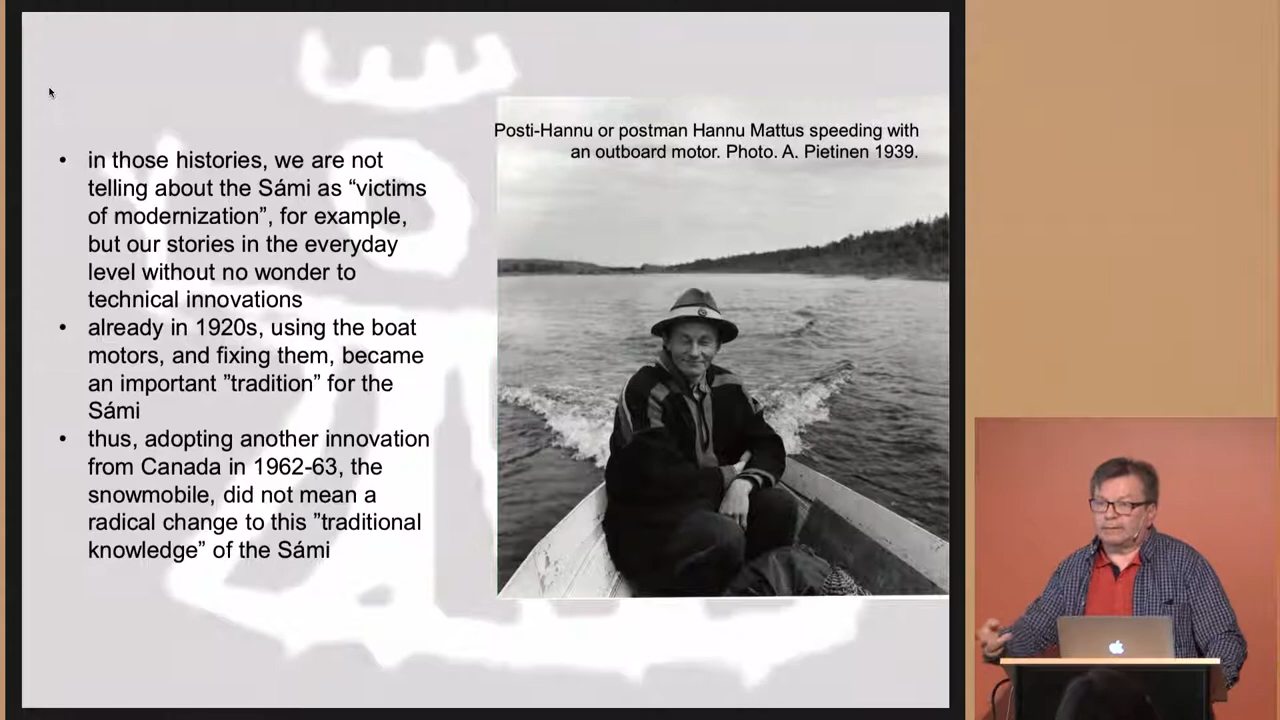 Posti-Hannu or postman Hannu Mattus speeding with
an outboard motor. Photo. A. Pietinen 1939.
• in those histories, we are not
telling about the Sámi as “victims
of modernization”, for example,
but our stories in the everyday
level without no wonder to
technical innovations
• already in 1920s, using the boat
motors, and fixing them, became
an important ”tradition” for the
Sámi
• thus, adopting another innovation
from Canada in 1962-63, the
snowmobile, did not mean a
radical change to this ”traditional
knowledge” of the Sámi